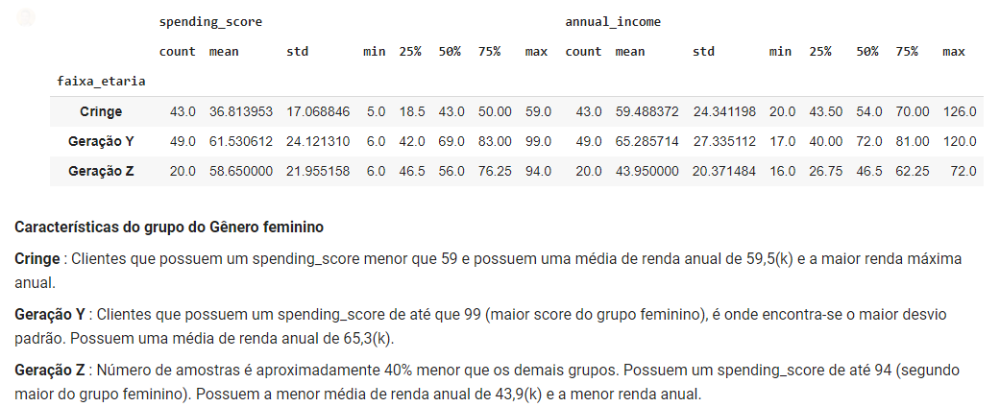 spending_score annual_income
count mean std min 25% 50% 75% max count mean std min 25% 50% 75% max
faixa_etaria
Cringe 43.0 36.813953 17.068846 5.0 18.5 43.0 50.00 59.0 43.0 59.488372 24.341198 20.0 43.50 54.0 70.00 126.0
Geração Y 49.0 61.530612 24.121310 6.0 42.0 69.0 83.00 99.0 49.0 65.285714 27.335112 17.0 40.00 72.0 81.00 120.0
Geração Z 20.0 58.650000 21.955158 6.0 46.5 56.0 76.25 94.0 20.0 43.950000 20.371484 16.0 26.75 46.5 62.25 72.0
Características do grupo do Gênero feminino
Cringe : Clientes que possuem um spending_score menor que 59 e possuem uma média de renda anual de 59,5(k) e a maior renda máxima
anual.
Geração Y : Clientes que possuem um spending_score de até que 99 (maior score do grupo feminino), é onde encontra-se o maior desvio
padrão. Possuem uma média de renda anual de 65,3(k).
Geração Z : Número de amostras é aproximadamente 40% menor que os demais grupos. Possuem um spending_score de até 94 (segundo
maior do grupo feminino). Possuem a menor média de renda anual de 43,9(k) e a menor renda anual.